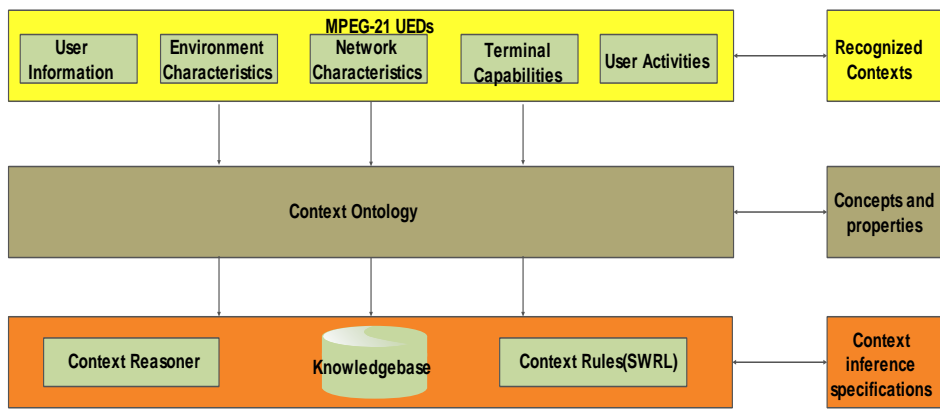 MPEG-21 UEDs
User
Information
Environment
Characteristics
Network
Characteristics
Terminal
Capabilities
User Activities
Recognized
Contexts
Context Ontology
Concepts and
properties
Context Reasoner
Knowledgebase
Context Rules(SWRL)
Context
inference
specifications